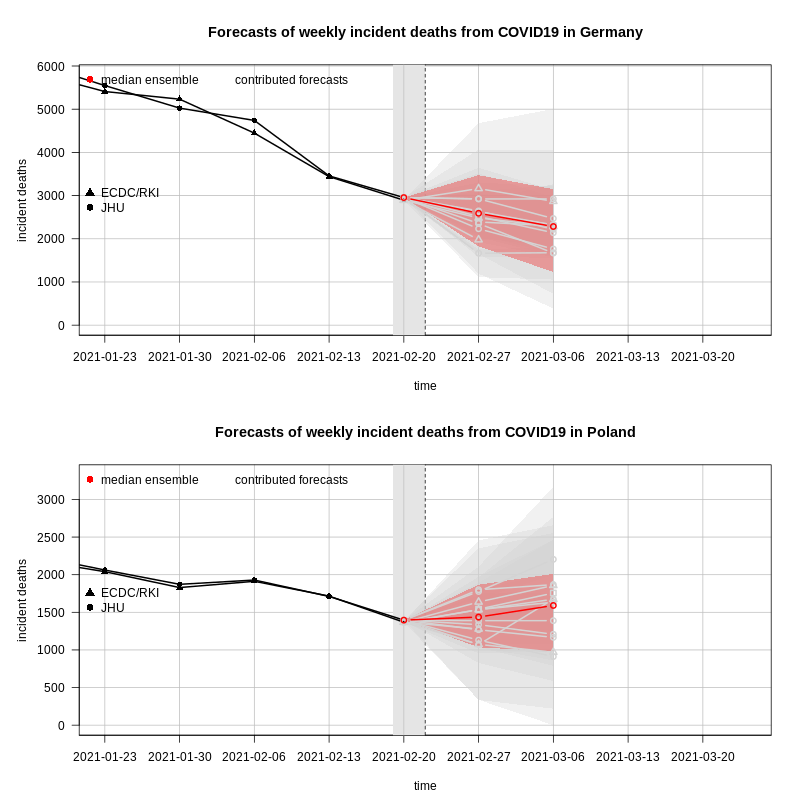 Forecasts of weekly incident deaths from COVID19 in Germany
median ensemble contributed forecasts
ECDC/RKI
JHU
incident deaths
6000
5000
4000
3000
2000
1000
0
2021-01-23 2021-01-30 2021-02-06 2021-02-13 2021-02-20 2021-02-27 2021-03-06 2021-03-13 2021-03-20
time
Forecasts of weekly incident deaths from COVID19 in Poland
median ensemble contributed forecasts
ECDC/RKI
JHU
incident deaths
3000
2500
2000
1500
1000
500
0
2021-01-23 2021-01-30 2021-02-06 2021-02-13 2021-02-20 2021-02-27 2021-03-06 2021-03-13 2021-03-20
time